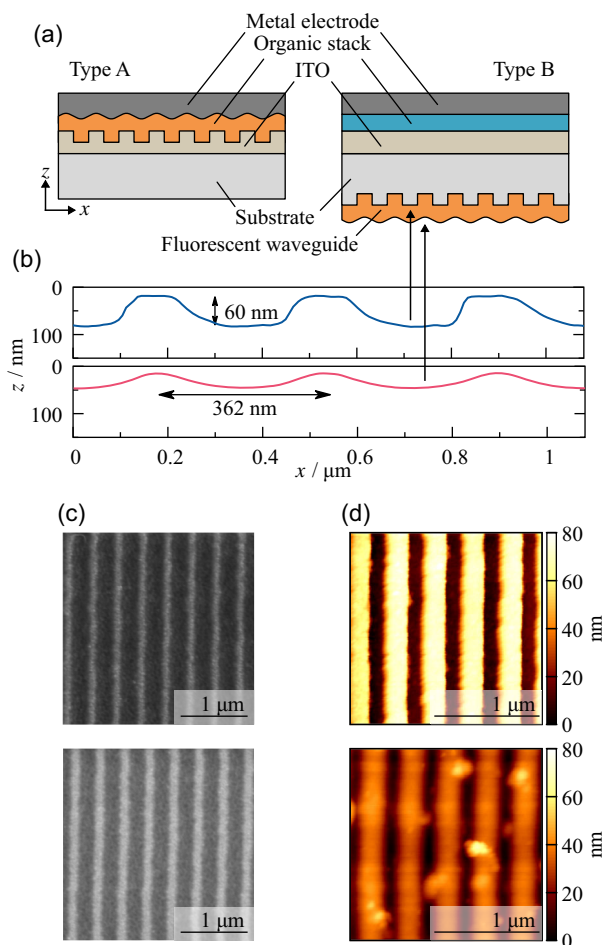 (a)
Metal electrode
Organic stack
Type A
ITO
Type B
z
x
Substrate
Fluorescent waveguide
(b)
0
100
60 nm
0
100
362 nm
z / nm
0 0.2 0.4 0.6 0.8 1
x / μm
(c)
(d)
1 μm
1 μm
80
60
40
20
0
nm
1 μm
1 μm
80
60
40
20
0
nm